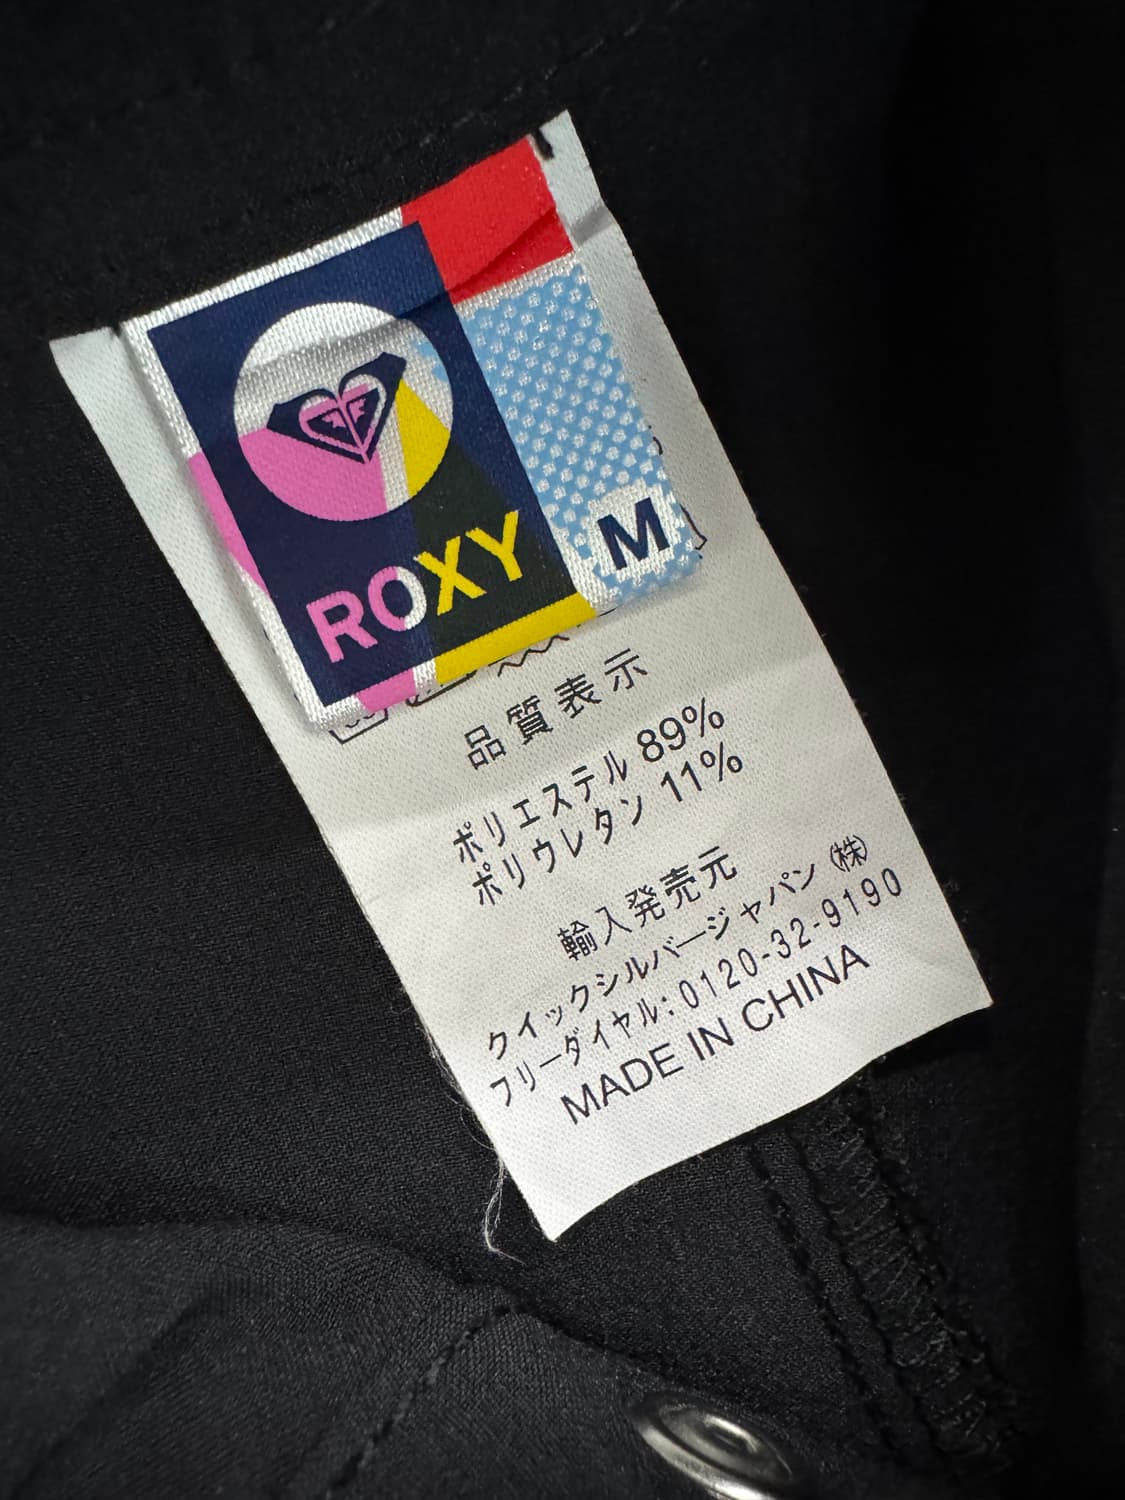 ROXY
M
品質表示
ポリエステル 89%
ポリウレタン 11%
輸入発売元
クイックシルバージャパン ㈱
フリーダイヤル:0120-32-9190
MADE IN CHINA